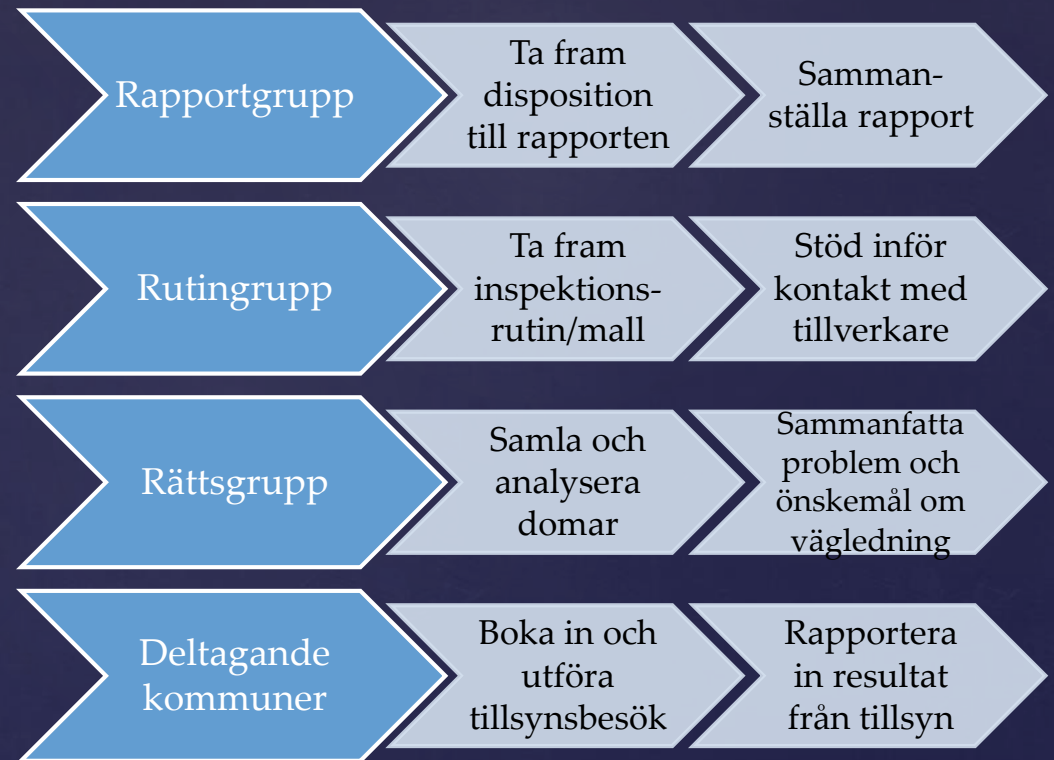 Rapportgrupp
Ta fram
disposition
till rapporten
Samman-
ställa rapport
Rutingrupp
Ta fram
inspektions-
rutin/mall
Stöd inför
kontakt med
tillverkare
Rättsgrupp
Samla och
analysera
domar
Sammanfatta
problem och
önskemål om
vägledning
Deltagande
kommuner
Boka in och
utföra
tillsynsbesök
Rapportera
in resultat
från tillsyn